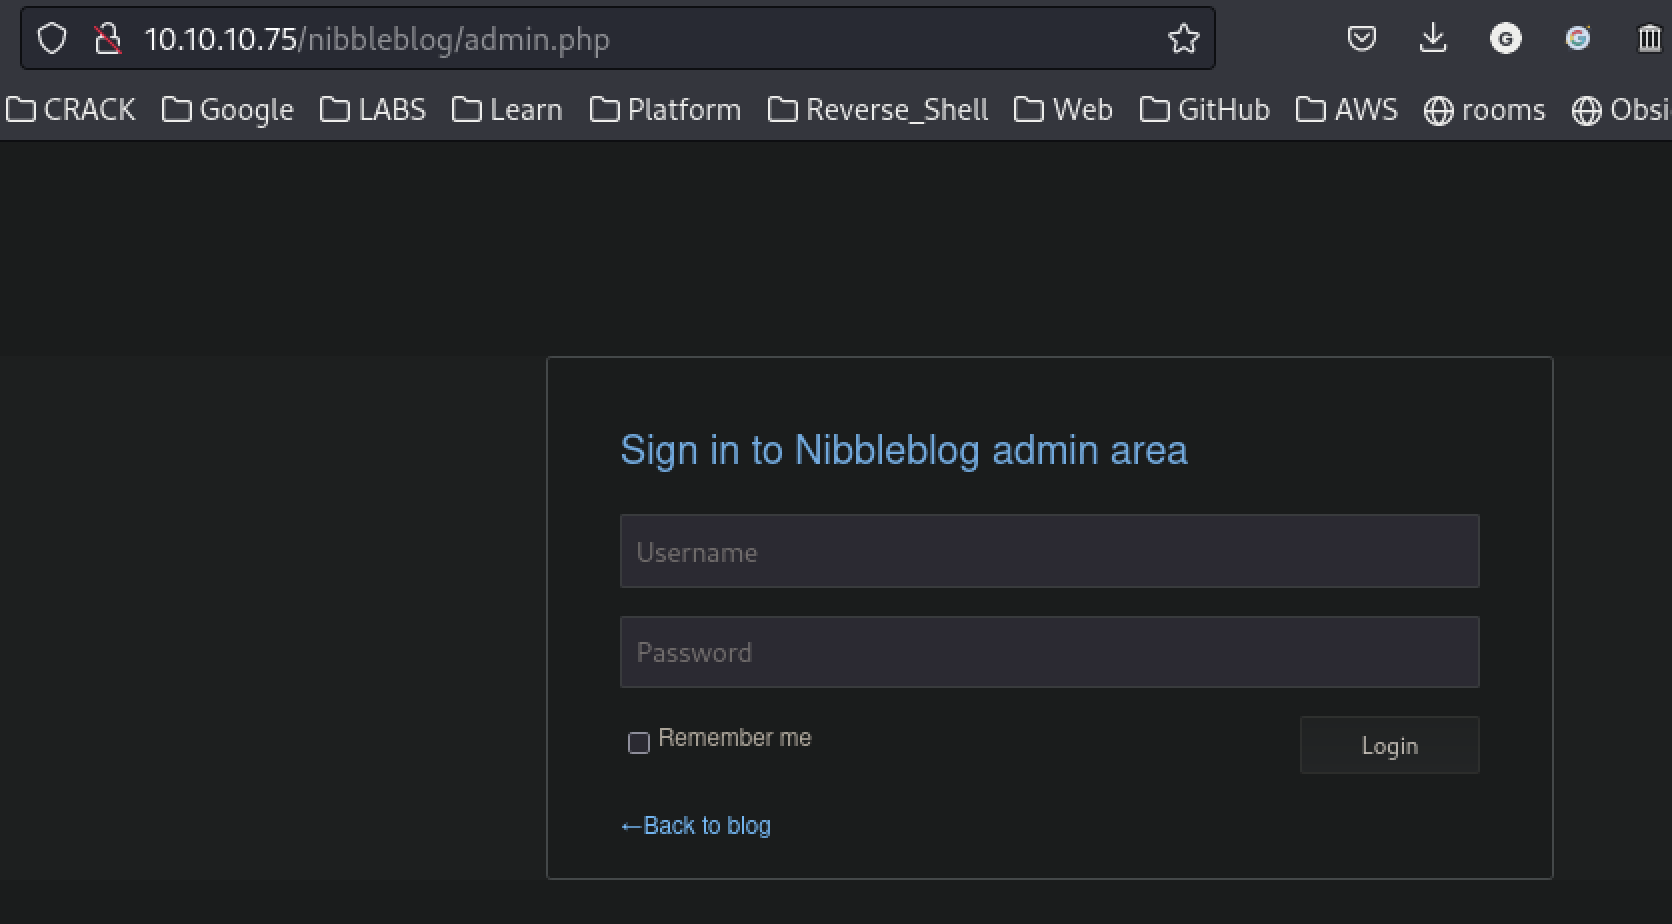 10.10.10.75/nibbleblog/admin.php
G G
CRACK Google LABS Learn Platform Reverse_Shell Web GitHub AWS rooms Obsi
Sign in to Nibbleblog admin area
Username
Password
Remember me
Login
←Back to blog